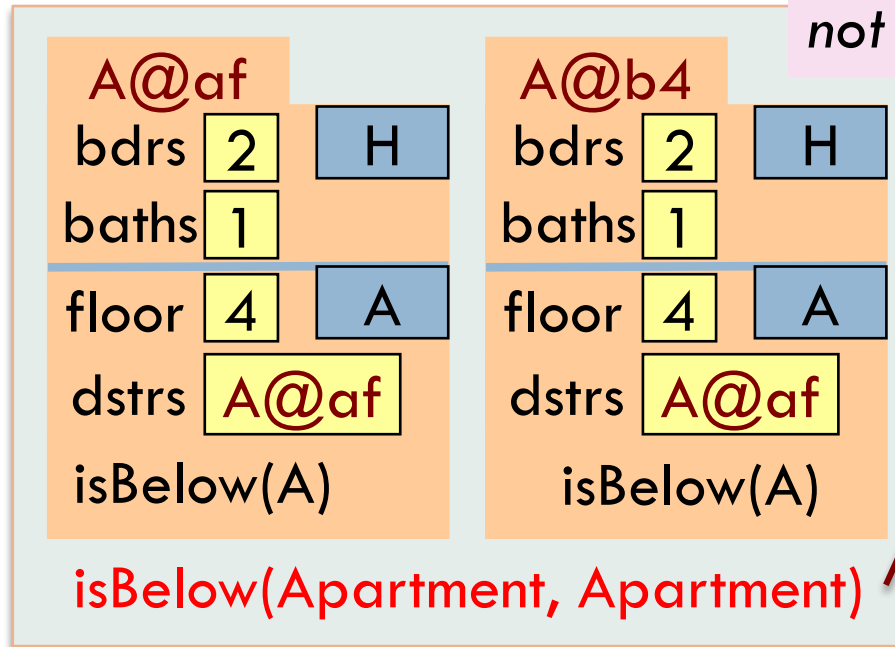 not
A@af
bdrs 2 H
baths 1
floor 4 A
dstrs A@af
isBelow(A)
A@b4
bdrs 2 H
baths 1
floor 4 A
dstrs A@af
isBelow(A)
isBelow(Apartment, Apartment)